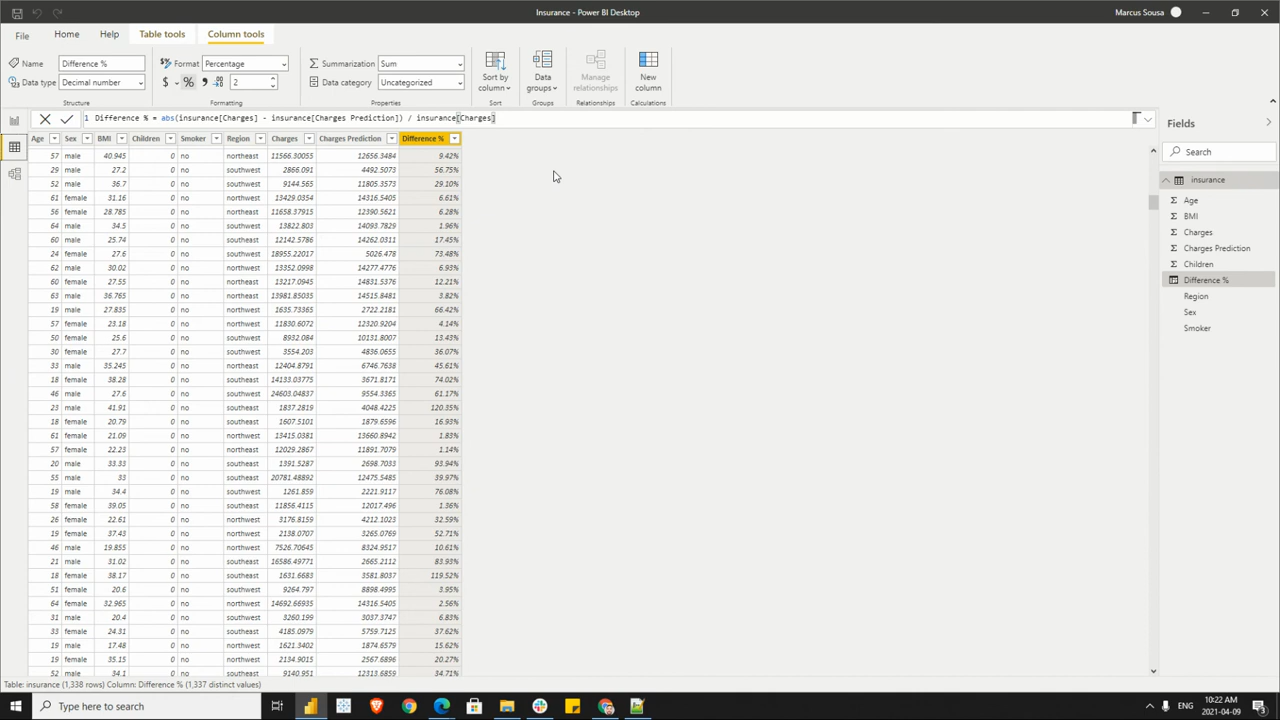 Insurance - Power BI Desktop
Marcus Sousa
File Home Help Table tools Column tools
Name Difference %
Data type Decimal number
Structure
Format Percentage
$ % 2
Formatting
Summarization Sum
Data category Uncategorized
Properties
Sort by column
Sort
Data groups
Groups
Manage relationships
Relationships
New column
Calculations
1 Difference % = abs(insurance[Charges] - insurance[Charges Prediction]) / insurance[Charges]
Age Sex BMI Children Smoker Region Charges Charges Prediction Difference %
57 male 40.945 0 no northeast 11566.30055 12656.3484 9.42%
29 male 27.2 0 no southwest 2866.091 4492.5073 56.75%
52 male 36.7 0 no southwest 9144.565 11805.3573 29.10%
61 female 31.16 0 no northwest 13429.0354 14316.5405 6.61%
56 female 28.785 0 no northeast 11658.37915 12390.5621 6.28%
64 male 34.5 0 no southwest 13822.803 14093.7829 1.96%
60 male 25.74 0 no southeast 12142.5786 14262.0311 17.45%
24 female 27.6 0 no southwest 18955.22017 5026.478 73.48%
62 male 30.02 0 no northwest 13352.0998 14277.4776 6.93%
60 female 27.55 0 no northeast 13217.0945 14831.5376 12.21%
63 male 36.765 0 no northeast 13981.85035 14515.8481 3.82%
19 male 27.835 0 no northwest 1635.73365 2722.2181 66.42%
57 female 23.18 0 no northwest 11830.6072 12320.9204 4.14%
50 female 25.6 0 no southwest 8932.084 10131.8007 13.43%
30 female 27.7 0 no southwest 3554.203 4836.0655 36.07%
33 male 35.245 0 no northeast 12404.8791 6746.7638 45.61%
18 female 38.28 0 no southeast 14133.03775 3671.8171 74.02%
46 male 27.6 0 no southwest 24603.04837 9554.3365 61.17%
23 male 41.91 0 no southeast 1837.2819 4048.4225 120.35%
18 female 20.79 0 no southeast 1607.5101 1879.6596 16.93%
61 female 21.09 0 no northwest 13415.0381 13660.8942 1.83%
57 female 22.23 0 no northeast 12029.2867 11891.7079 1.14%
20 male 33.33 0 no southeast 1391.5287 2698.7033 93.94%
55 male 33 0 no southeast 20781.48892 12475.5485 39.97%
19 male 34.4 0 no southwest 1261.859 2221.9117 76.08%
58 female 39.05 0 no southeast 11856.4115 12017.496 1.36%
26 female 22.61 0 no northwest 3176.8159 4212.1023 32.59%
19 male 37.43 0 no northwest 2138.0707 3265.0769 52.71%
46 male 19.855 0 no northwest 7526.70645 8324.9517 10.61%
21 male 31.02 0 no southeast 16586.49771 2665.2112 83.93%
18 female 38.17 0 no southeast 1631.6683 3581.8037 119.52%
51 female 20.6 0 no southwest 9264.797 8898.4995 3.95%
64 female 32.965 0 no northwest 14692.66935 14316.5405 2.56%
31 male 20.4 0 no southwest 3260.199 3037.3747 6.83%
33 female 24.31 0 no southeast 4185.0979 5759.7125 37.62%
19 male 17.48 0 no northwest 1621.3402 1874.6579 15.62%
19 female 35.15 0 no northwest 2134.9015 2567.6896 20.27%
52 male 34.1 0 no southeast 9140.951 12313.6859 34.71%
Table: insurance (1,338 rows) Column: Difference % (1,337 distinct values)
Fields
Search
insurance
Age
BMI
Charges
Charges Prediction
Children
Difference %
Region
Sex
Smoker
Type here to search
ENG
10:22 AM
2021-04-09
3